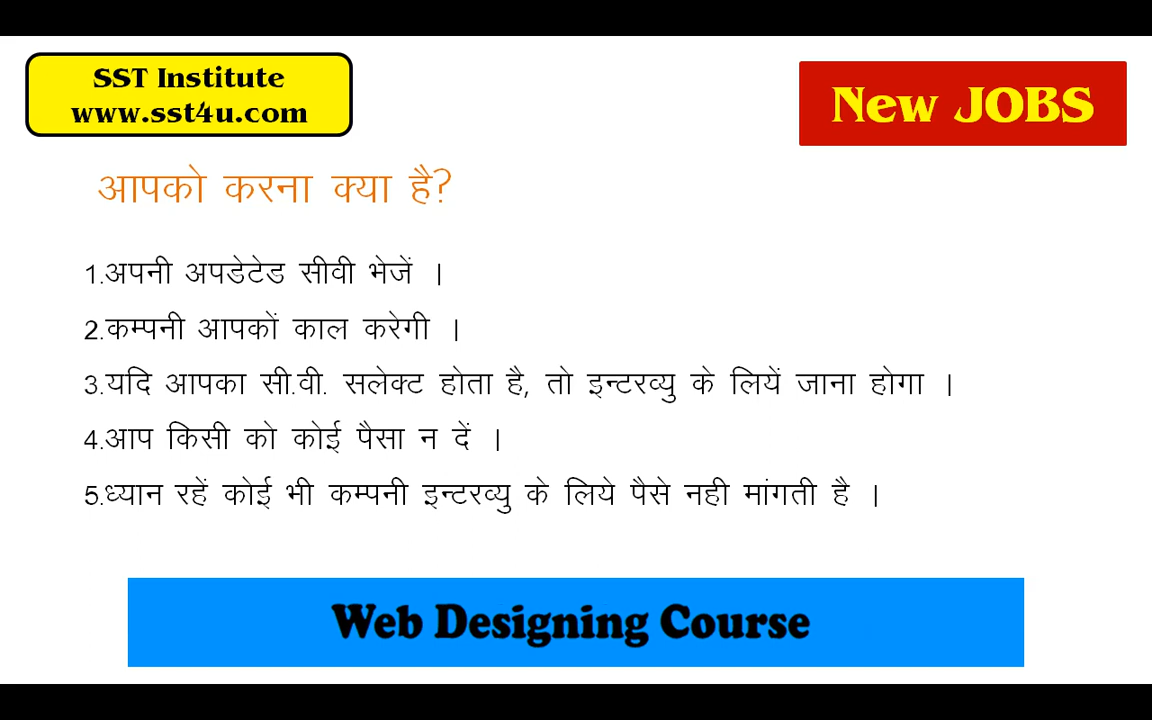 SST Institute
www.sst4u.com
New JOBS
आपको करना क्या है?
1.अपनी अपडेटेड सीवी भेजें ।
2.कम्पनी आपकों काल करेगी ।
3.यदि आपका सी.वी. सलेक्ट होता है, तो इन्टरव्यु के लियें जाना होगा ।
4.आप किसी को कोई पैसा न दें ।
5.ध्यान रहें कोई भी कम्पनी इन्टरव्यु के लिये पैसे नही मांगती है ।
Web Designing Course